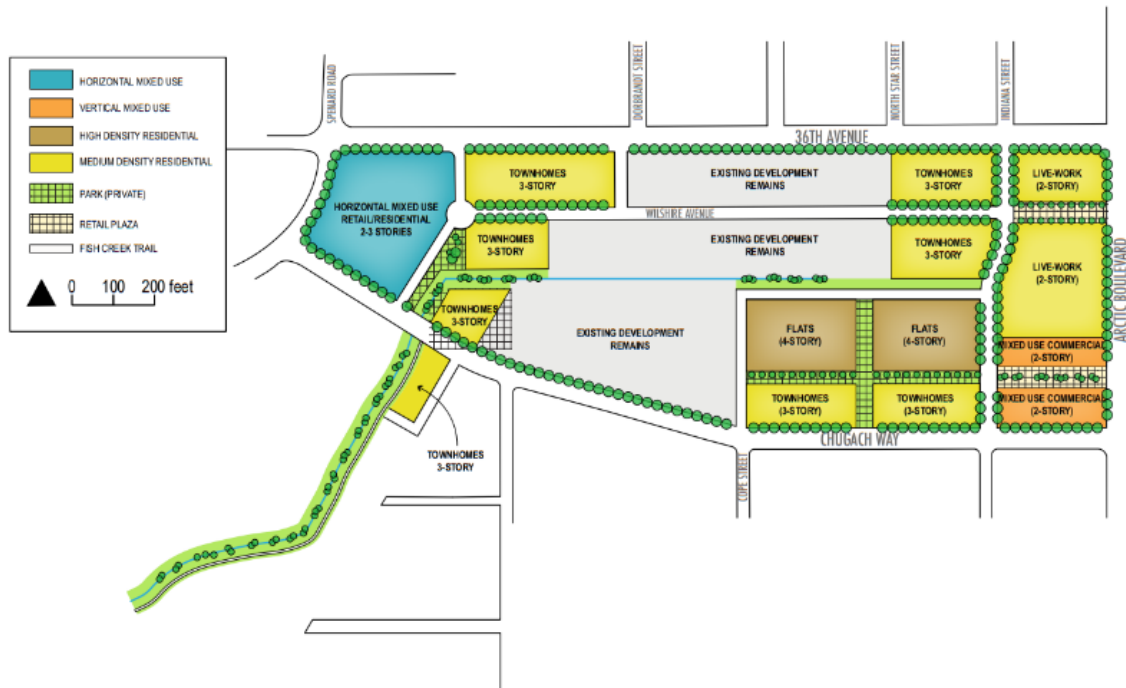 HORIZONTAL MIXED USE
VERTICAL MIXED USE
HIGH DENSITY RESIDENTIAL
MEDIUM DENSITY RESIDENTIAL
PARK (PRIVATE)
RETAIL PLAZA
FISH CREEK TRAIL
0 100 200 feet
SPENARD ROAD
DORBRANDT STREET
NORTH STAR STREET
INDIANA STREET
36TH AVENUE
HORIZONTAL MIXED USE
RETAIL/RESIDENTIAL
2-3 STORIES
TOWNHOMES
3-STORY
EXISTING DEVELOPMENT
REMAINS
TOWNHOMES
3-STORY
LIVE-WORK
(2-STORY)
WILSHIRE AVENUE
TOWNHOMES
3-STORY
EXISTING DEVELOPMENT
REMAINS
TOWNHOMES
3-STORY
LIVE-WORK
(2-STORY)
ARCTIC BOULEVARD
TOWNHOMES
3-STORY
EXISTING DEVELOPMENT
REMAINS
FLATS
(4-STORY)
FLATS
(4-STORY)
MIXED USE COMMERCIAL
(2-STORY)
TOWNHOMES
(3-STORY)
TOWNHOMES
(3-STORY)
MIXED USE COMMERCIAL
(2-STORY)
CHUGACH WAY
COPE STREET
TOWNHOMES
3-STORY